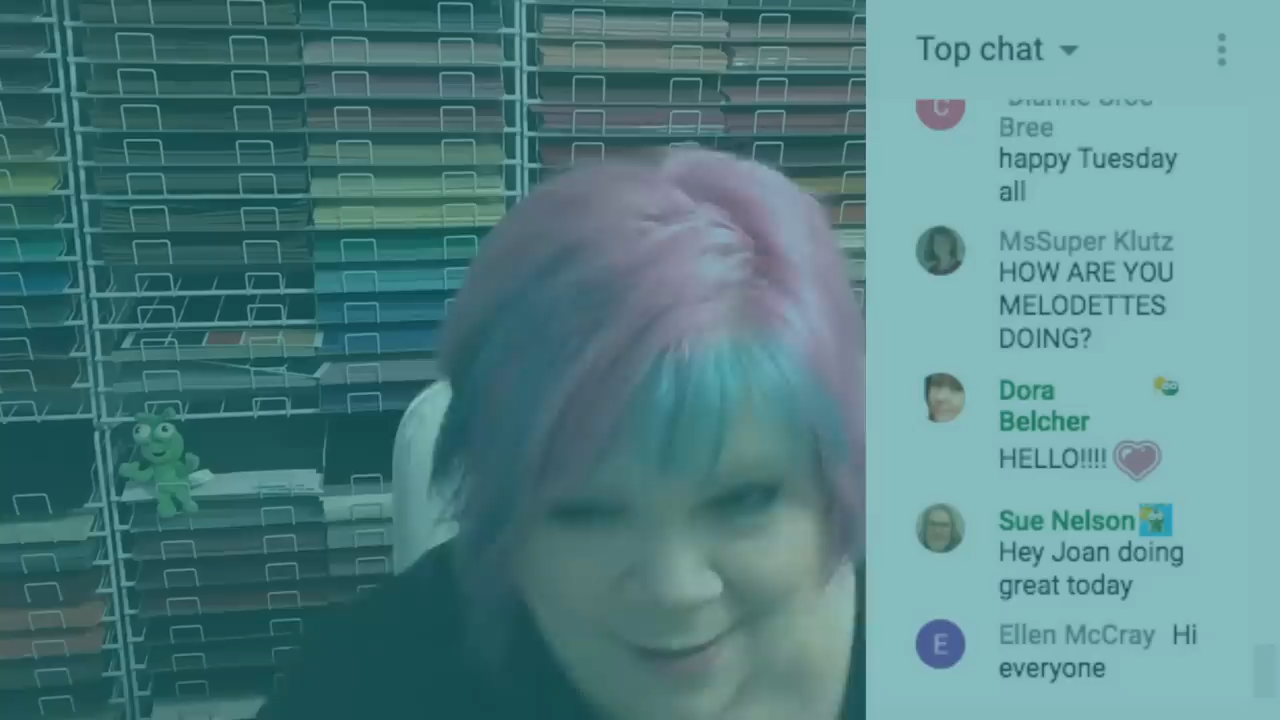 Top chat
C
Bree
happy Tuesday
all
MsSuper Klutz
HOW ARE YOU
MELODETTES
DOING?
Dora
Belcher
HELLO!!!!
Sue Nelson
Hey Joan doing
great today
E
Ellen McCray Hi
everyone